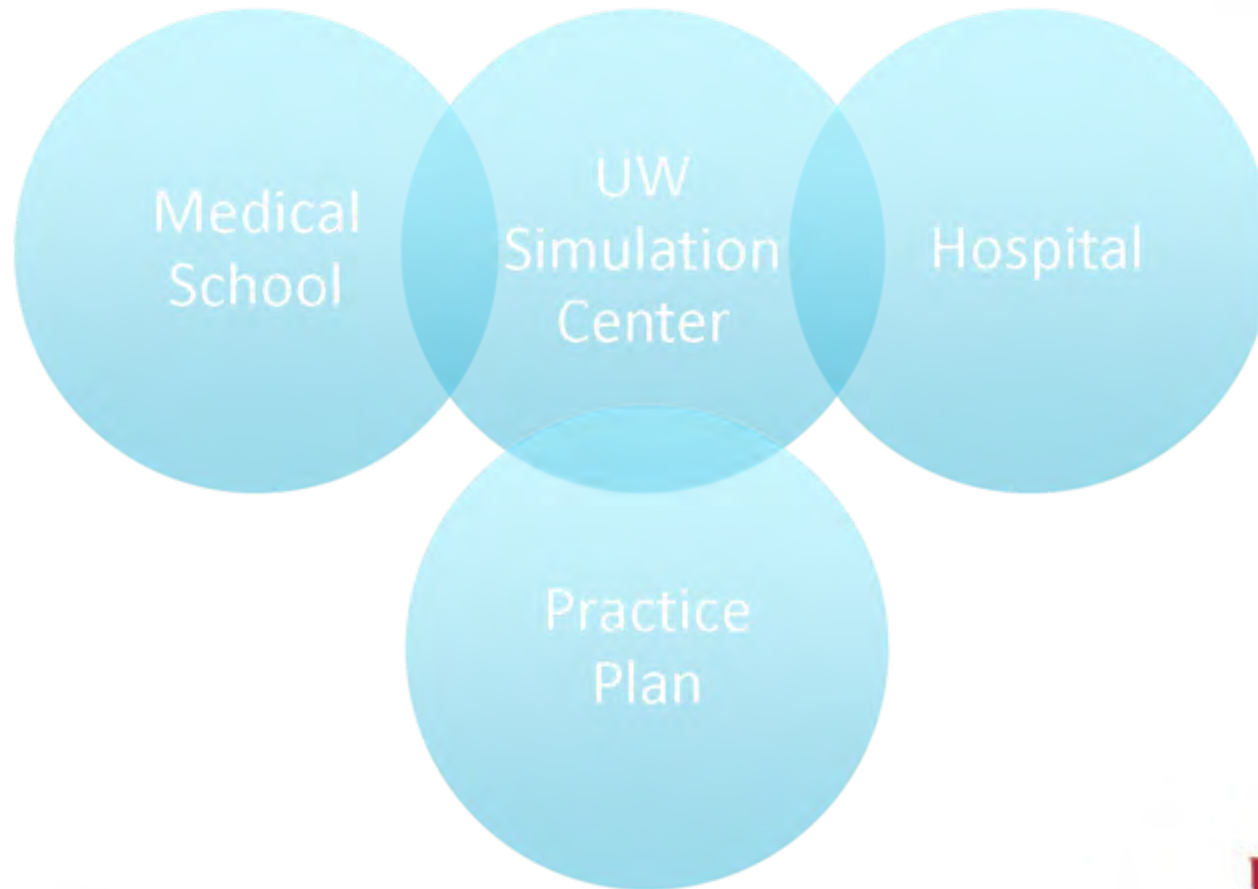 Medical
School
UW
Simulation
Center
Hospital
Practice
Plan